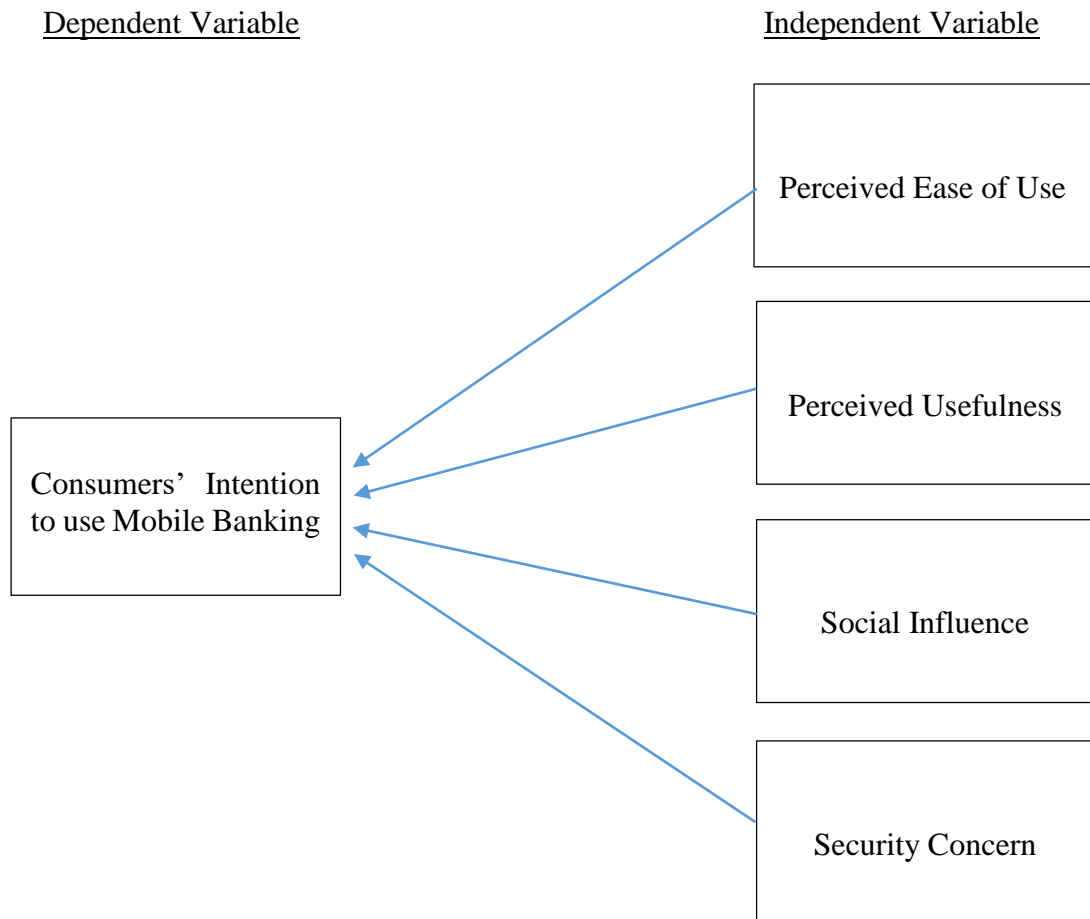 Dependent Variable
Independent Variable
Perceived Ease of Use
Perceived Usefulness
Consumers’ Intention
to use Mobile Banking
Social Influence
Security Concern